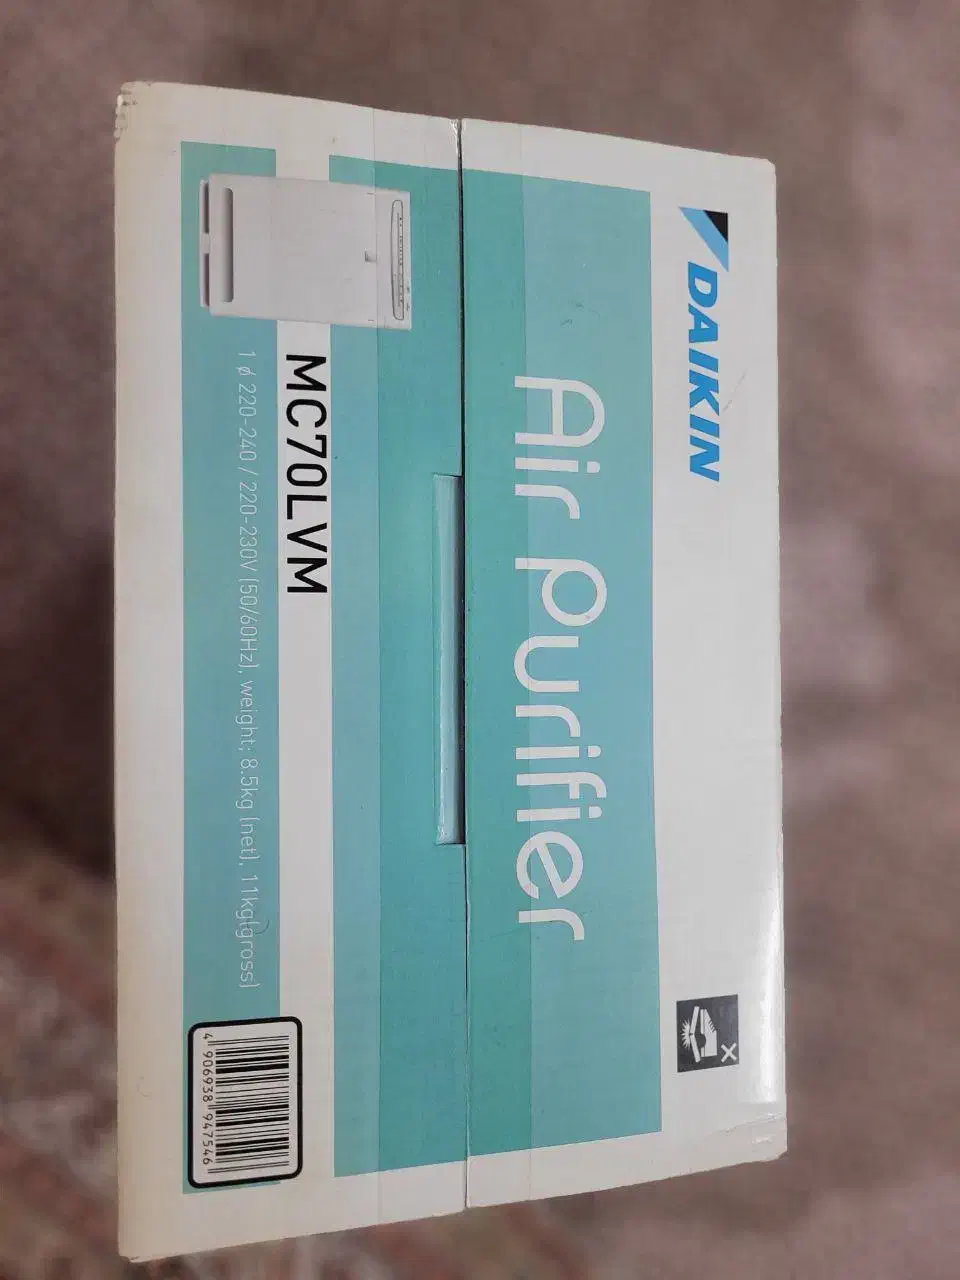 DAIKIN
Air purifier
MC70LVM
1ø 220-240 / 220-230V (50/60Hz), weight; 8.5kg (net), 11kg(gross)
4 906938 947546